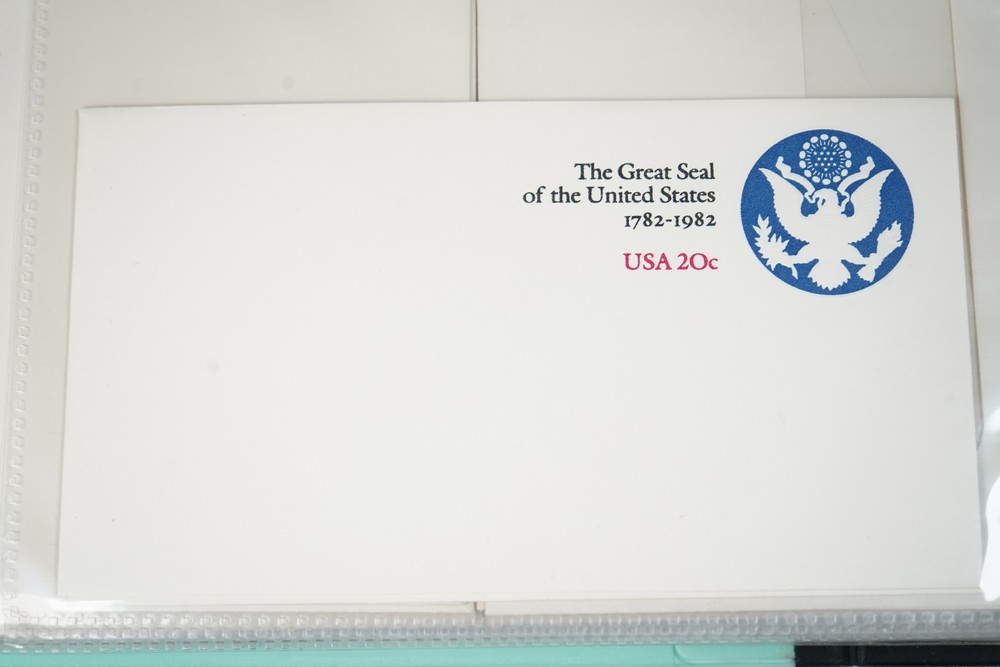 The Great Seal
of the United States
1782-1982
USA 20c